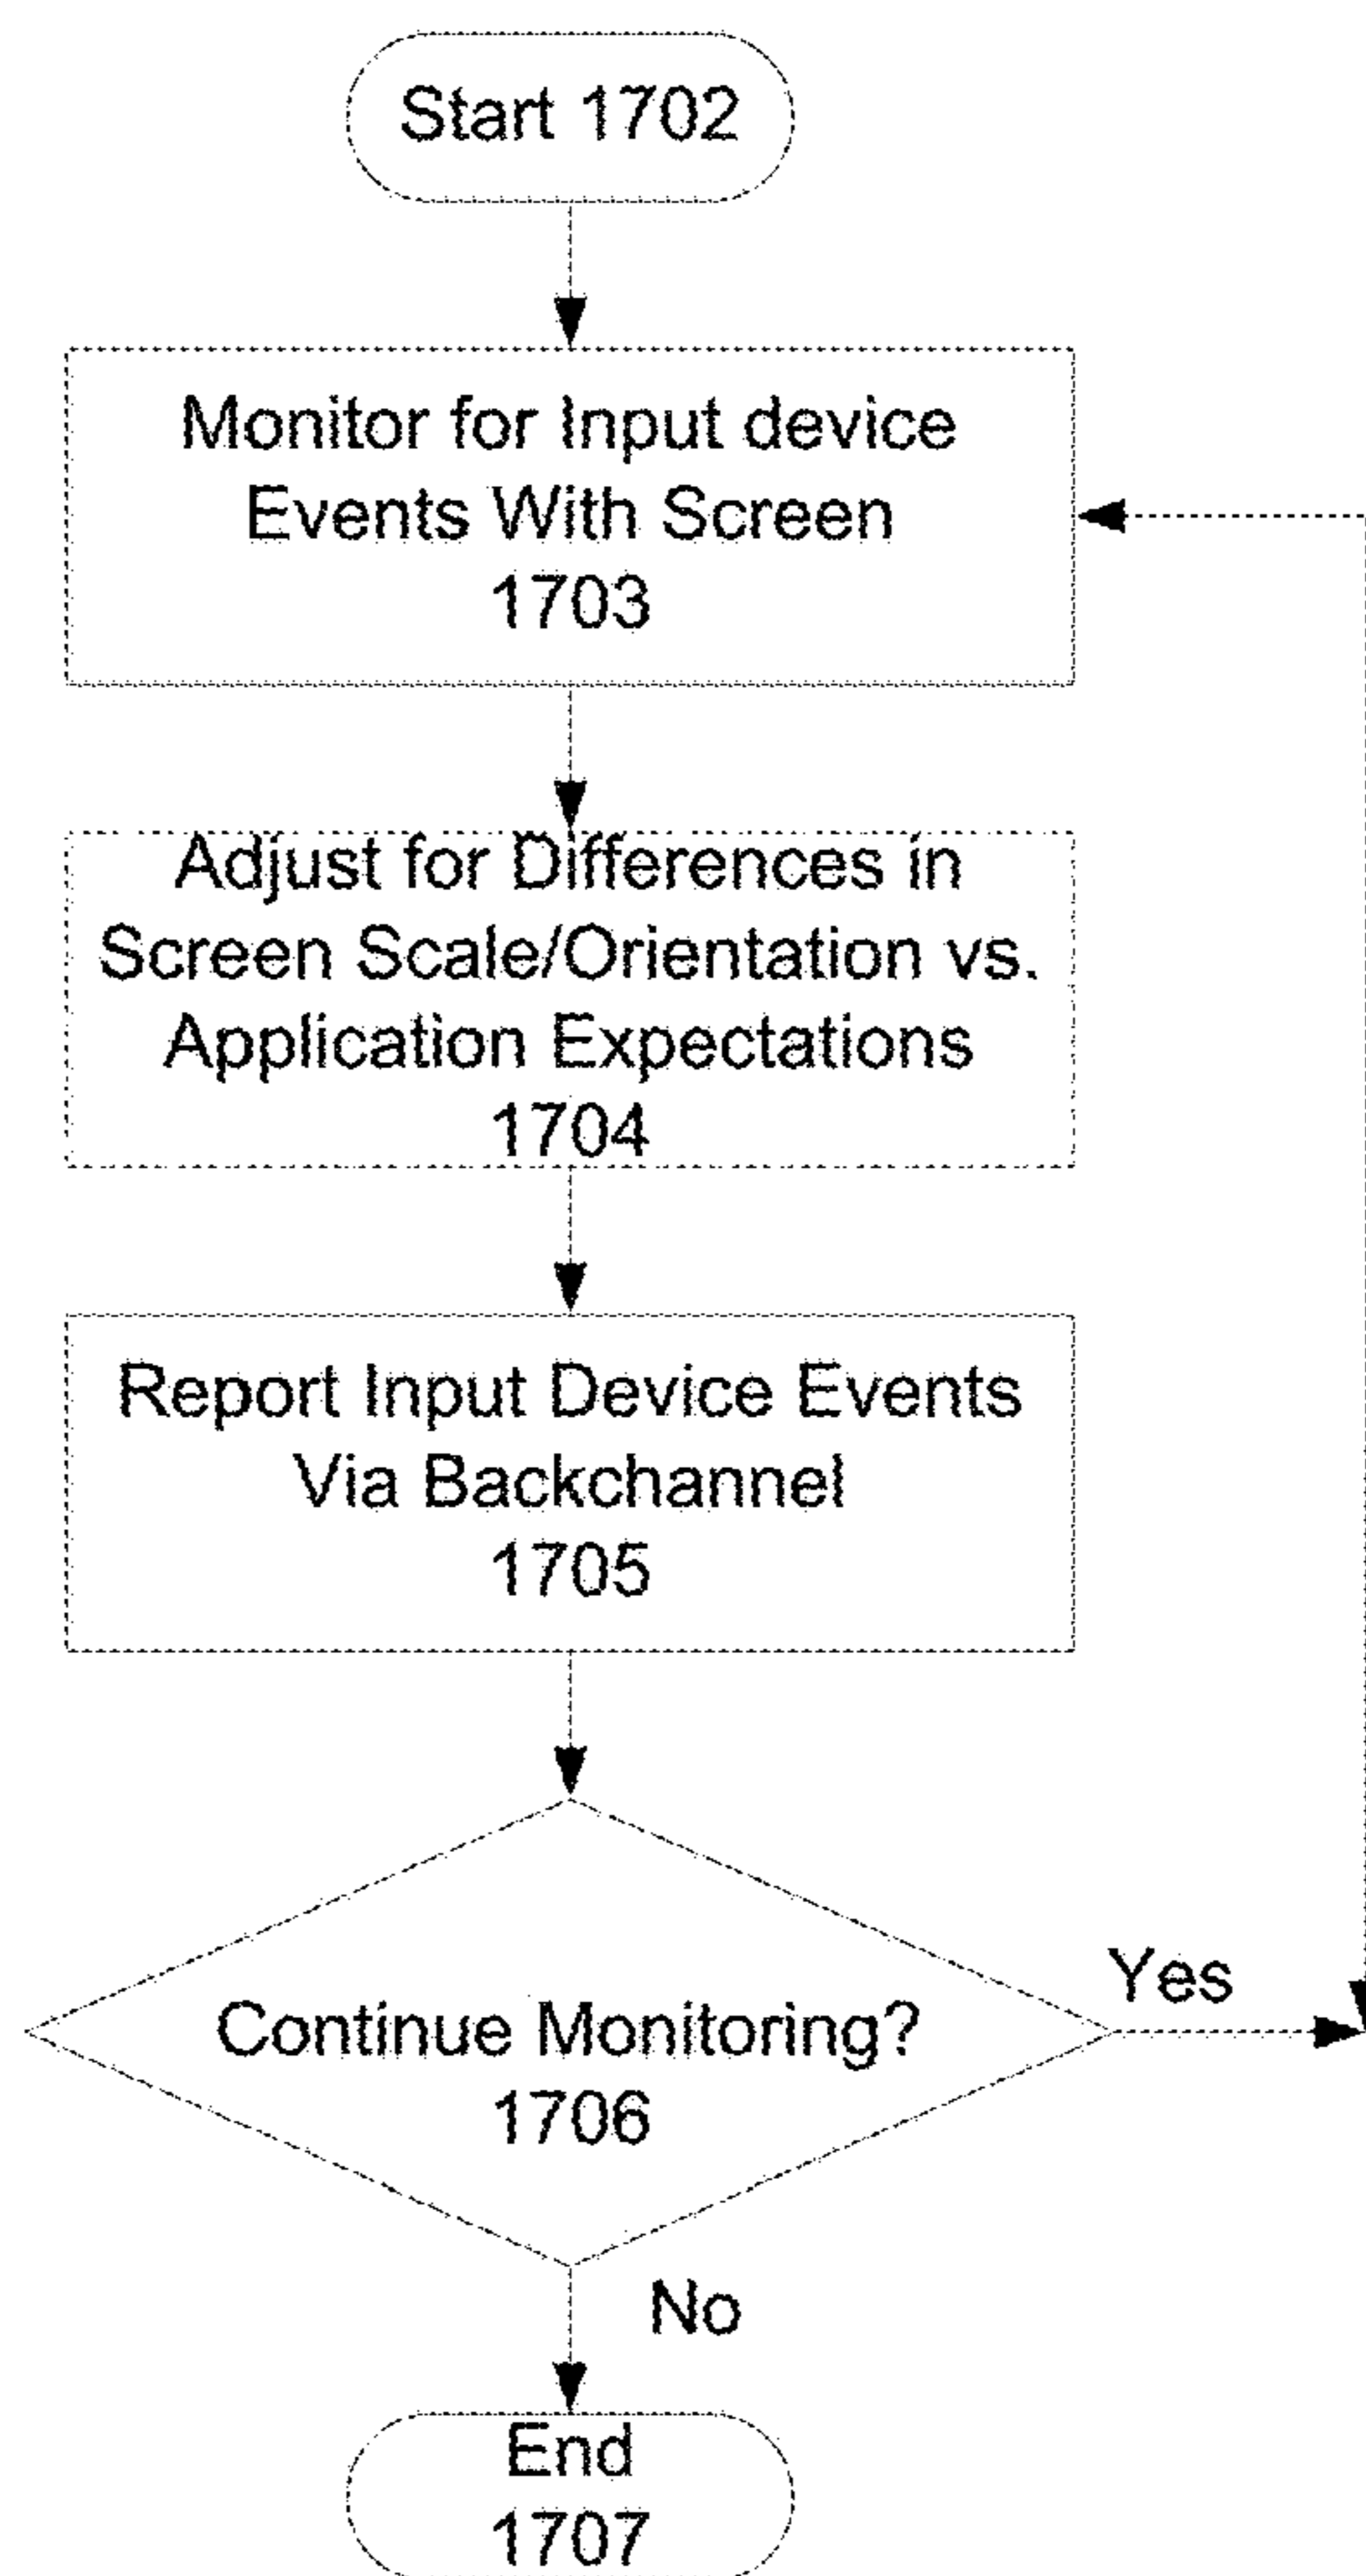 Start 1702
Monitor for Input device
Events With Screen
1703
Adjust for Differences in
Screen Scale/Orientation vs.
Application Expectations
1704
Report Input Device Events
Via Backchannel
1705
Continue Monitoring?
1706
Yes
No
End
1707